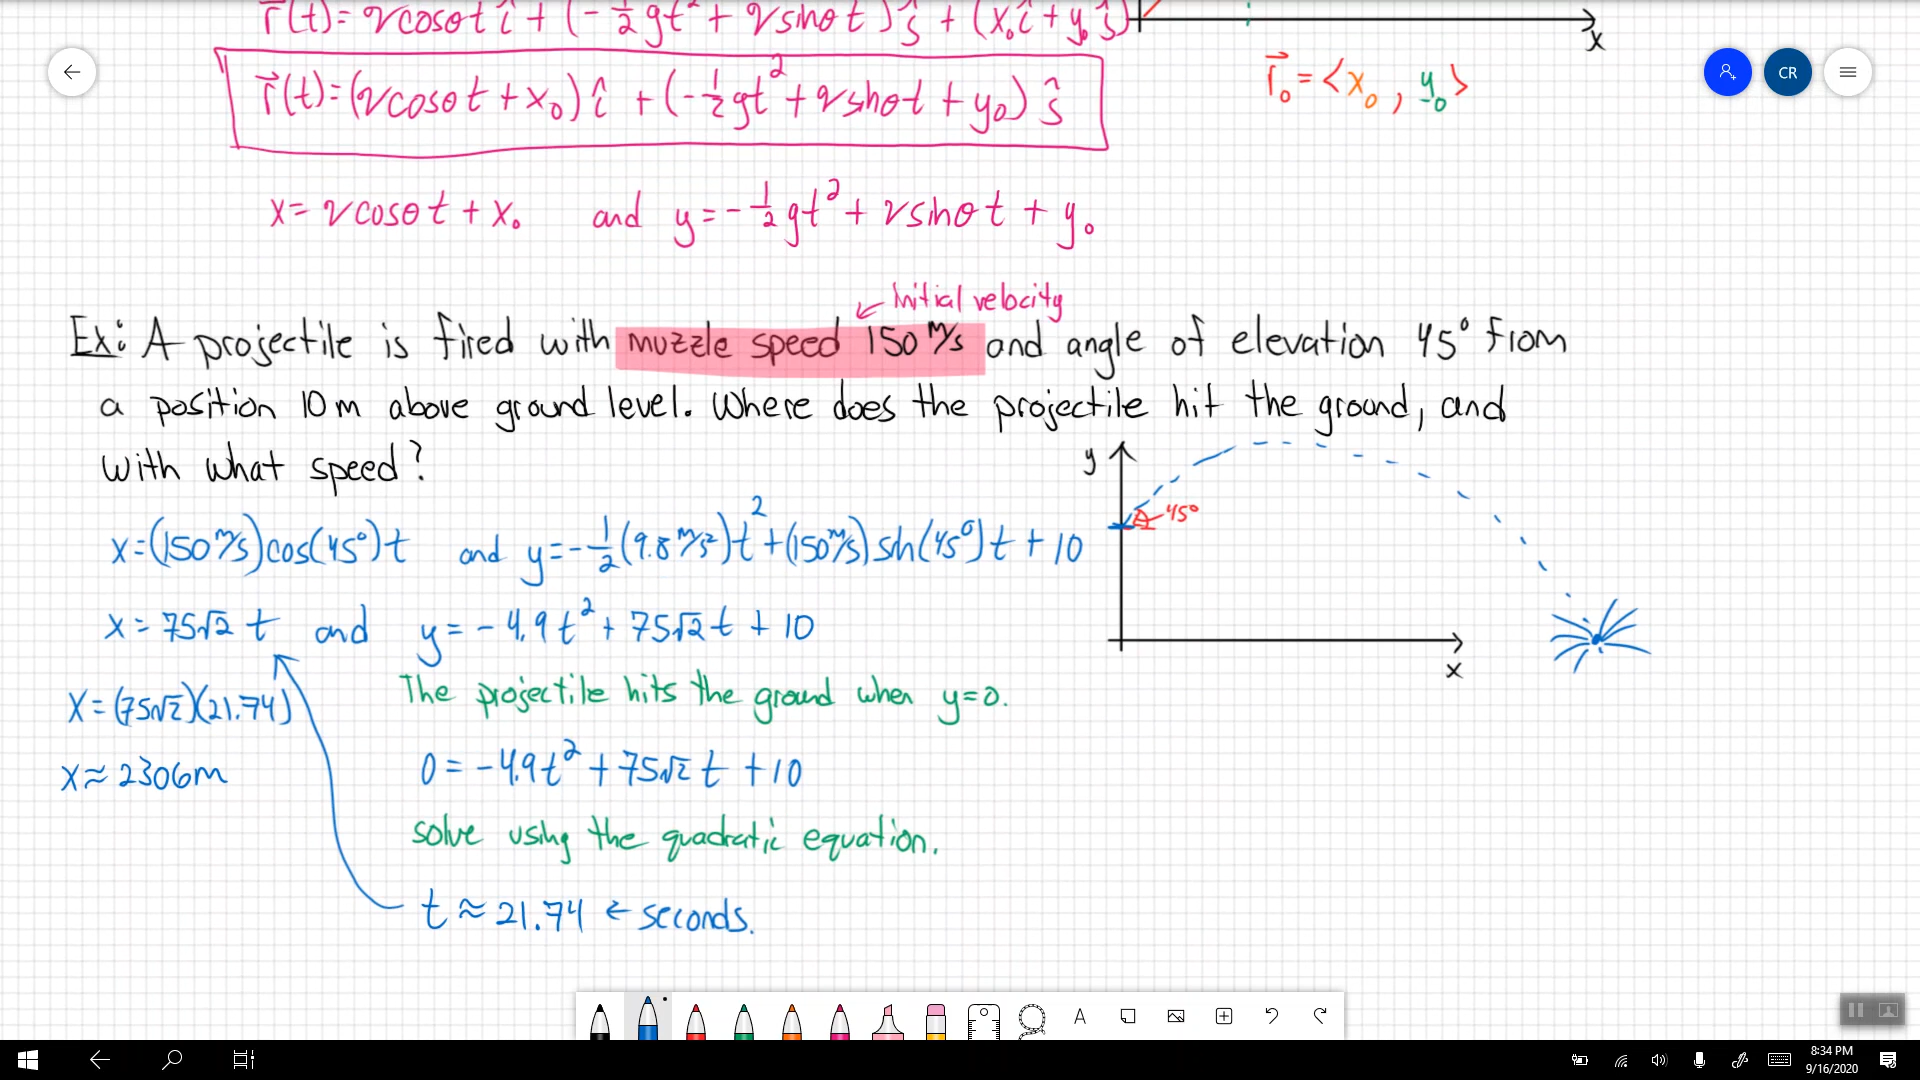 r⃗(t)=vcosθt î + (-½gt²+vsinθt)ĵ + (x₀î+y₀ĵ)
x
r⃗(t)=(vcosθt+x₀)î + (-½gt²+vsinθt+y₀)ĵ
r⃗₀=<x₀, y₀>
CR
x=vcosθt+x₀ and y=-½gt²+vsinθt+y₀
← Initial velocity
Ex: A projectile is fired with muzzle speed 150 m/s and angle of elevation 45° from
a position 10m above ground level. Where does the projectile hit the ground, and
with what speed?
y
45°
x
x=(150 m/s)cos(45°)t and y=-½(9.8 m/s²)t²+(150 m/s)sin(45°)t+10
x=75√2 t and y=-4.9t²+75√2t+10
The projectile hits the ground when y=0.
x=(75√2)(21.74)
0=-4.9t²+75√2 t+10
x≈2306m
solve using the quadratic equation.
t≈21.74 ← seconds.
A
8:34 PM
9/16/2020